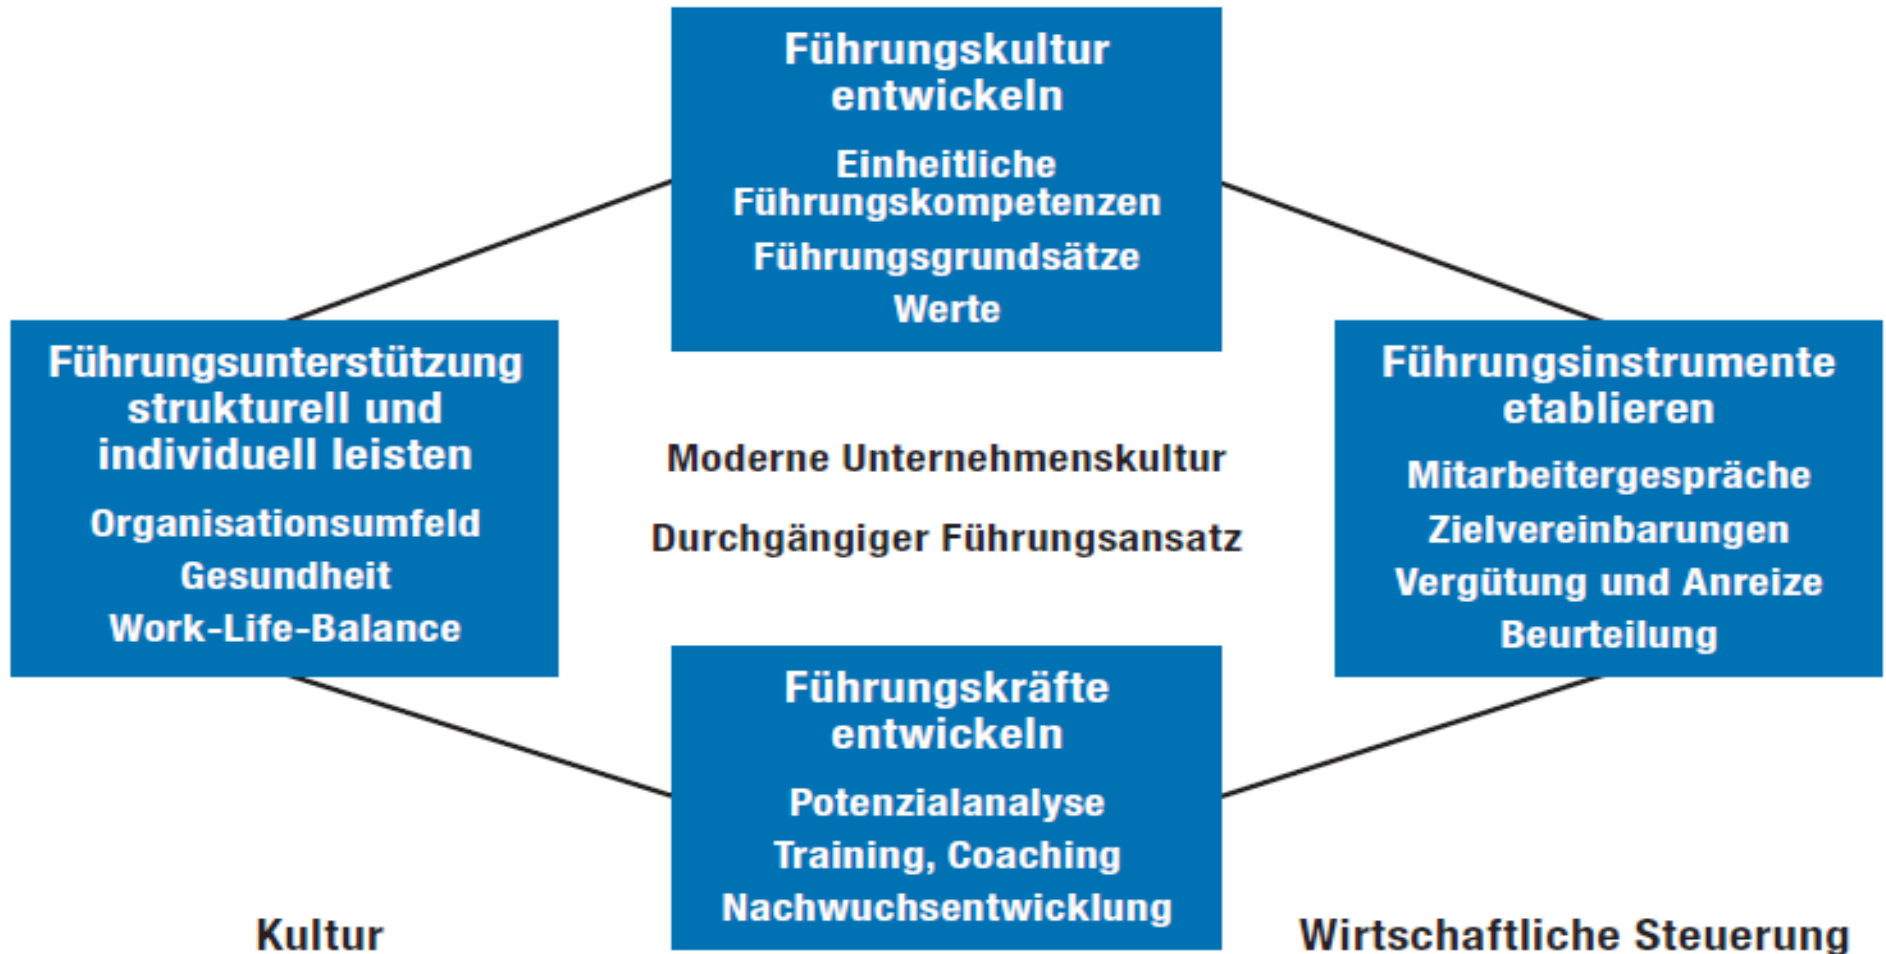 Führungskultur
entwickeln
Einheitliche
Führungskompetenzen
Führungsgrundsätze
Werte
Führungsunterstützung
strukturell und
individuell leisten
Organisationsumfeld
Gesundheit
Work-Life-Balance
Moderne Unternehmenskultur
Durchgängiger Führungsansatz
Führungsinstrumente
etablieren
Mitarbeitergespräche
Zielvereinbarungen
Vergütung und Anreize
Beurteilung
Führungskräfte
entwickeln
Potenzialanalyse
Training, Coaching
Nachwuchsentwicklung
Kultur
Wirtschaftliche Steuerung